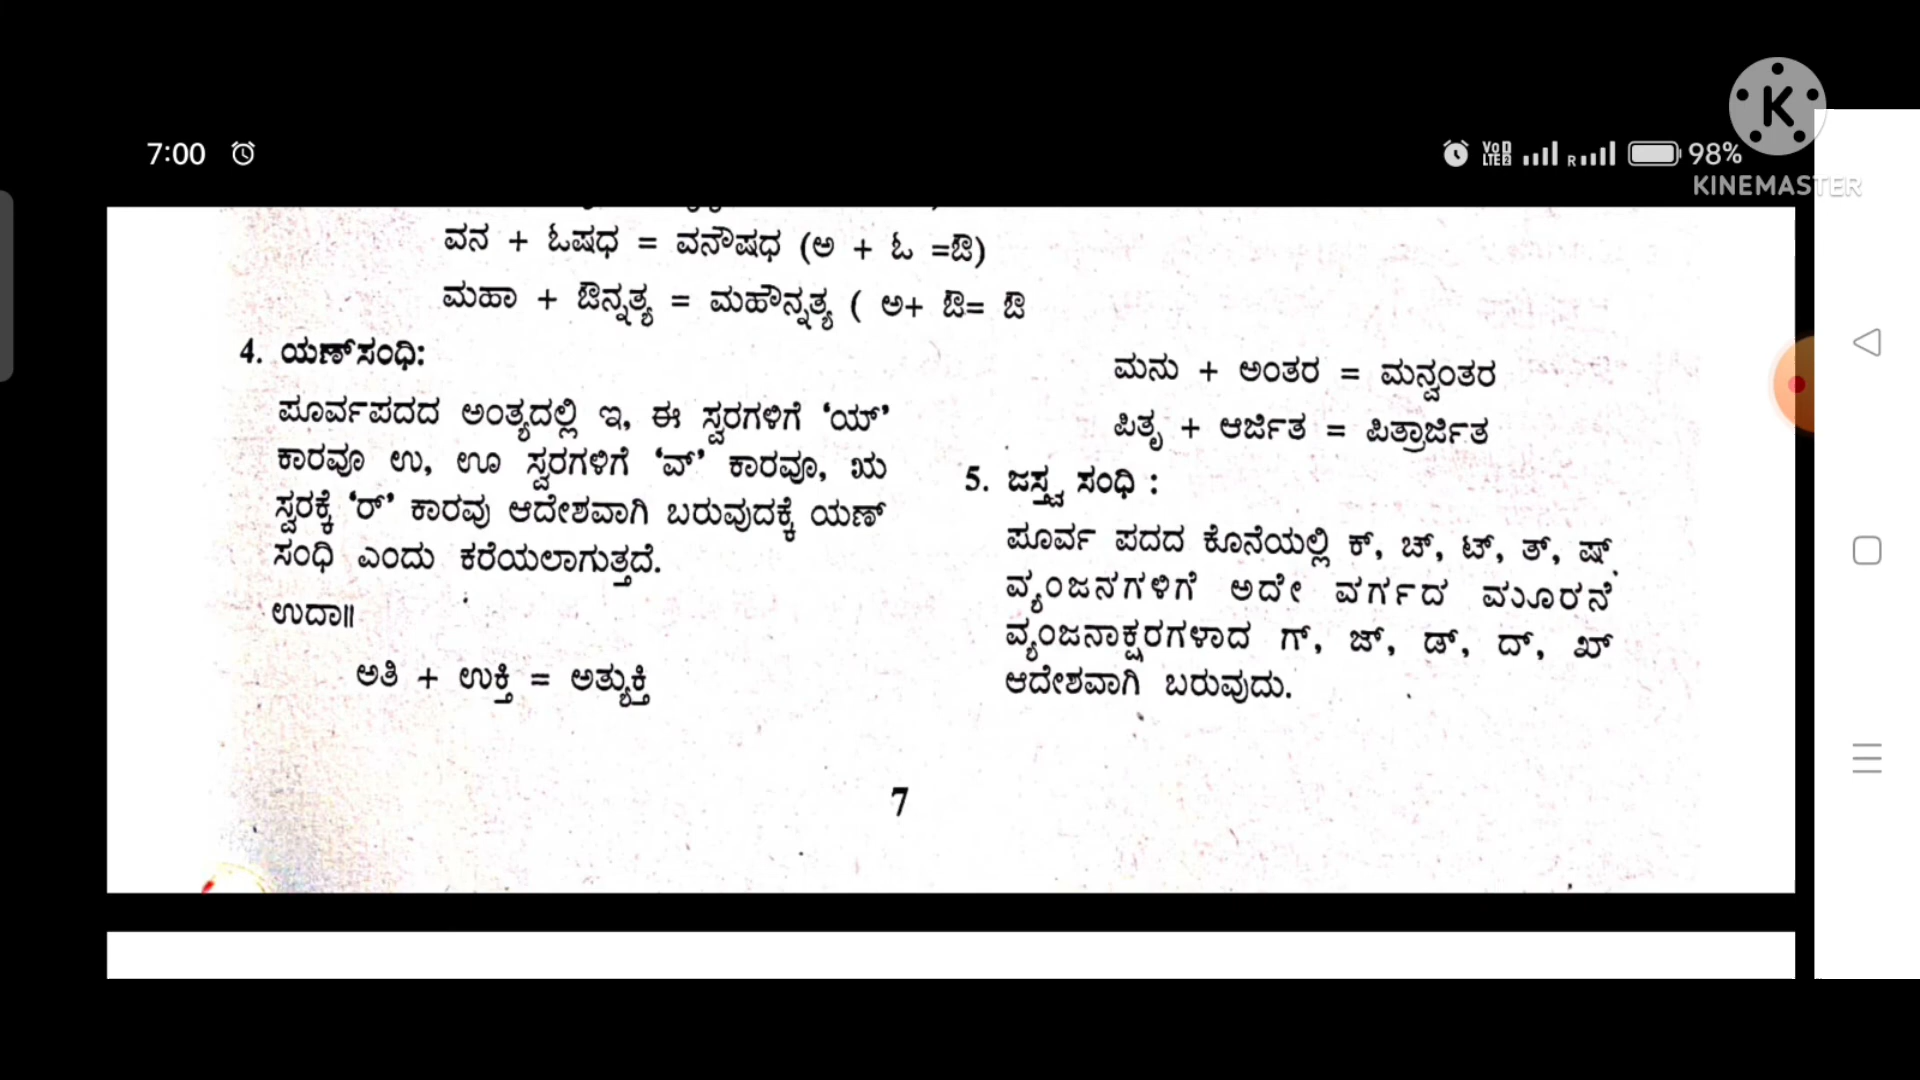 7:00
98%
KINEMASTER
ವನ + ಓಷಧ = ವನೌಷಧ (ಅ + ಓ =ಔ)
ಮಹಾ + ಔನ್ನತ್ಯ = ಮಹೌನ್ನತ್ಯ ( ಅ+ ಔ= ಔ
4. ಯಣ್‌ಸಂಧಿ:
ಪೂರ್ವಪದದ ಅಂತ್ಯದಲ್ಲಿ ಇ, ಈ ಸ್ವರಗಳಿಗೆ ‘ಯ್’
ಕಾರವೂ ಉ, ಊ ಸ್ವರಗಳಿಗೆ ‘ವ್’ ಕಾರವೂ, ಋ
ಸ್ವರಕ್ಕೆ ‘ರ್’ ಕಾರವು ಆದೇಶವಾಗಿ ಬರುವುದಕ್ಕೆ ಯಣ್
ಸಂಧಿ ಎಂದು ಕರೆಯಲಾಗುತ್ತದೆ.
ಉದಾ॥
ಅತಿ + ಉಕ್ತಿ = ಅತ್ಯುಕ್ತಿ
ಮನು + ಅಂತರ = ಮನ್ವಂತರ
ಪಿತೃ + ಆರ್ಜಿತ = ಪಿತ್ರಾರ್ಜಿತ
5. ಜಸ್ತ್ವ ಸಂಧಿ :
ಪೂರ್ವ ಪದದ ಕೊನೆಯಲ್ಲಿ ಕ್, ಚ್, ಟ್, ತ್, ಷ್
ವ್ಯಂಜನಗಳಿಗೆ ಅದೇ ವರ್ಗದ ಮೂರನೆ
ವ್ಯಂಜನಾಕ್ಷರಗಳಾದ ಗ್, ಜ್, ಡ್, ದ್, ಖ್
ಆದೇಶವಾಗಿ ಬರುವುದು.
7